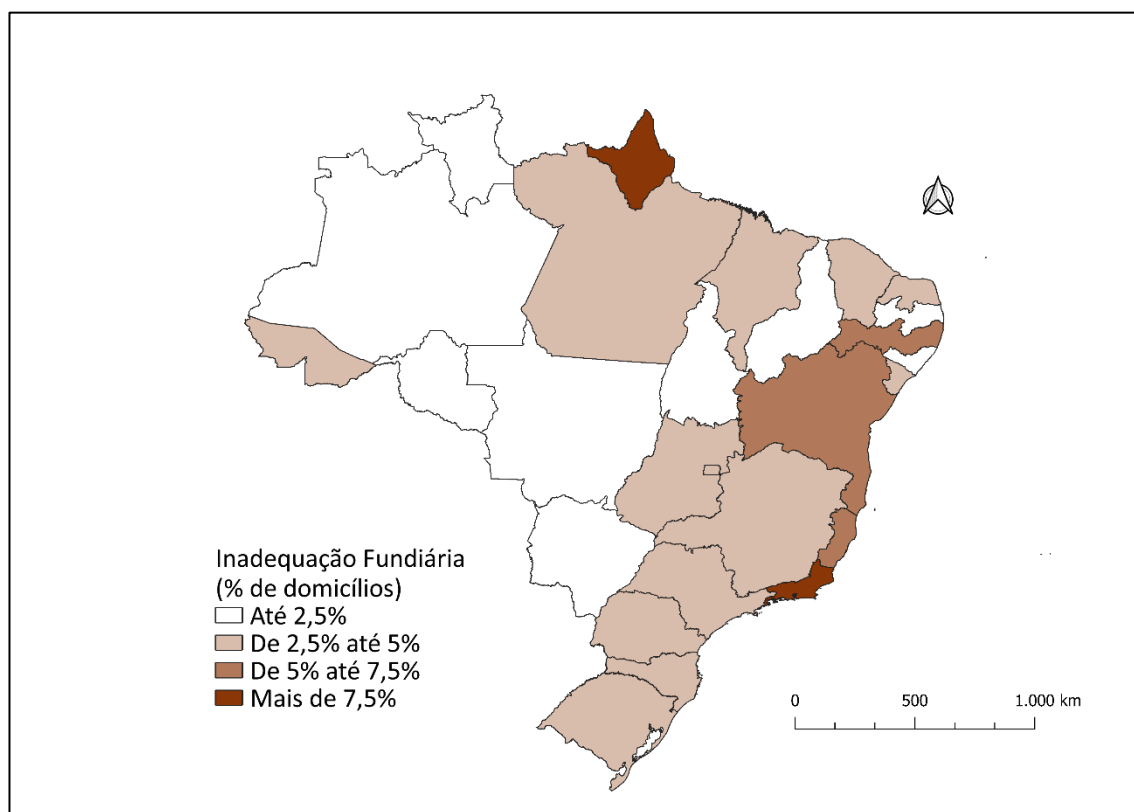 Inadequação Fundiária
(% de domicílios)
Até 2,5%
De 2,5% até 5%
De 5% até 7,5%
Mais de 7,5%
0 500 1.000 km